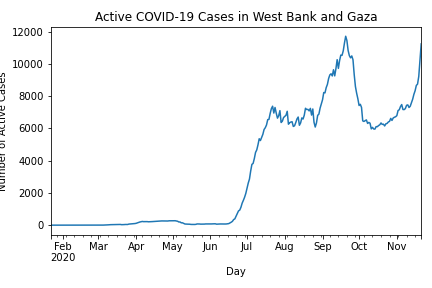 Active COVID-19 Cases in West Bank and Gaza
Number of Active Cases
12000
10000
8000
6000
4000
2000
0
Feb Mar Apr May Jun Jul Aug Sep Oct Nov
2020
Day